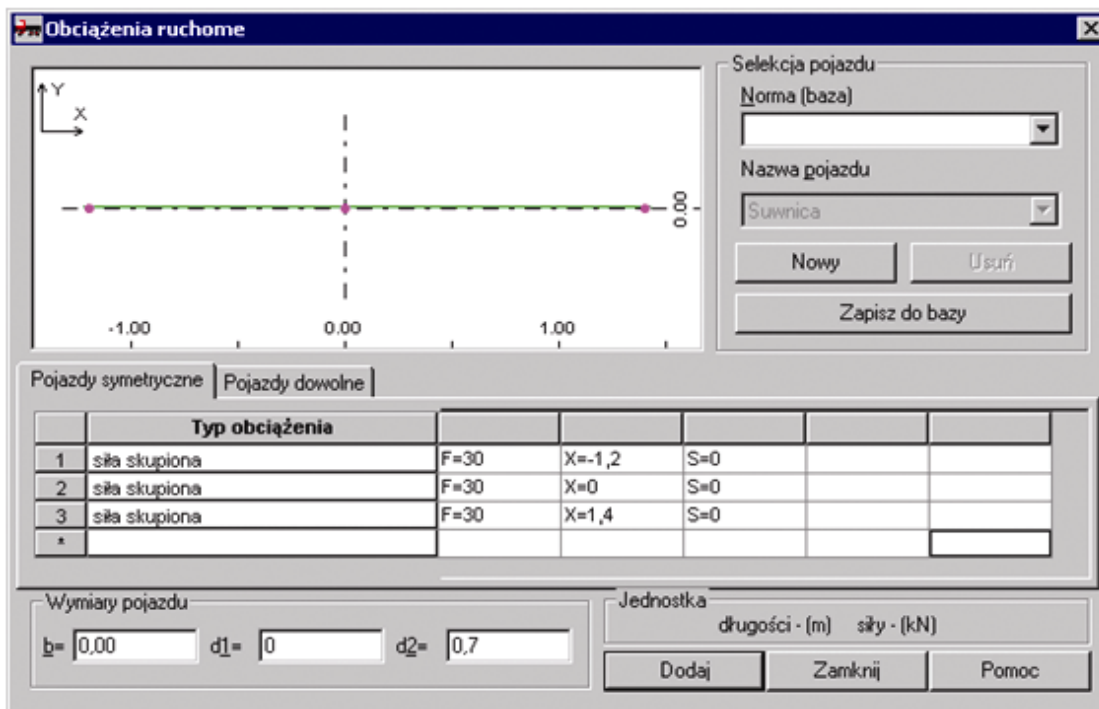 Obciążenia ruchome
Y
X
0.00
-1.00 0.00 1.00
Selekcja pojazdu
Norma (baza)
Nazwa pojazdu
Suwnica
Nowy Usuń
Zapisz do bazy
Pojazdy symetryczne Pojazdy dowolne
Typ obciążenia
1 siła skupiona F=30 X=-1,2 S=0
2 siła skupiona F=30 X=0 S=0
3 siła skupiona F=30 X=1,4 S=0
*
Wymiary pojazdu
b= 0,00 d1= 0 d2= 0,7
Jednostka
długości - (m) siły - (kN)
Dodaj Zamknij Pomoc